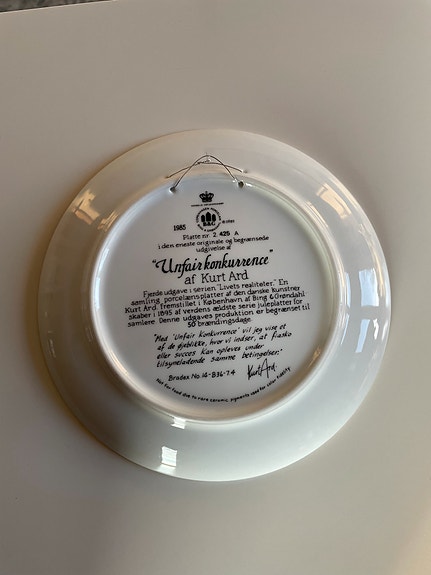 1985
B&G
© 1985
Platte nr. 2 425 A
i den eneste originale og begrænsede
udgivelse af
"Unfair konkurrence"
af Kurt Ard
Fjerde udgave i serien "Livets realiteter." En
samling porcelænsplatter af den danske kunstner
Kurt Ard fremstillet i København af Bing & Grøndahl
skaber i 1895 af verdens ældste serie juleplatter for
samlere. Denne udgaves produktion er begrænset til
50 brændingsdage.
"Med 'Unfair Konkurrence' vil jeg vise et
af de øjeblikke, hvor vi indser, at fiasko
eller succes kan opleves under
tilsyneladende samme betingelser."
Bradex No. 14-B36-7.4
Kurt Ard.
Not for food due to rare ceramic pigments used for color fidelity